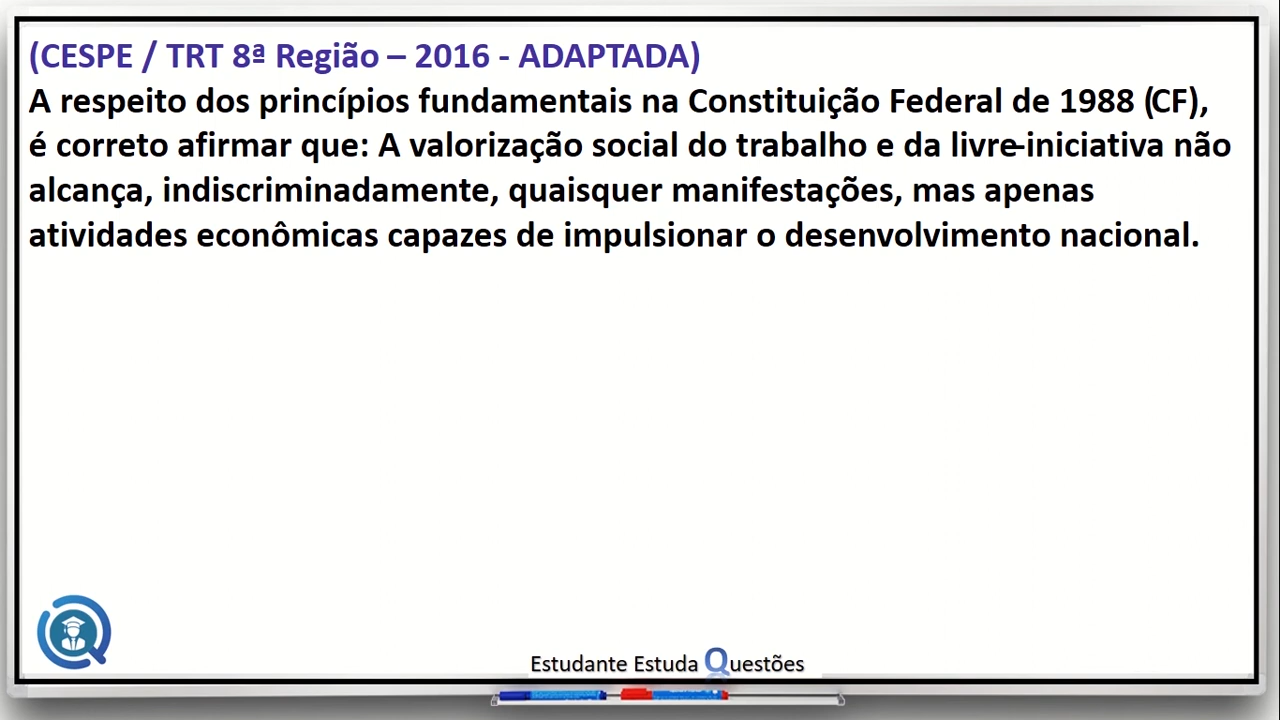 (CESPE / TRT 8ª Região – 2016 - ADAPTADA)
A respeito dos princípios fundamentais na Constituição Federal de 1988 (CF),
é correto afirmar que: A valorização social do trabalho e da livre-iniciativa não
alcança, indiscriminadamente, quaisquer manifestações, mas apenas
atividades econômicas capazes de impulsionar o desenvolvimento nacional.
Estudante Estuda Questões